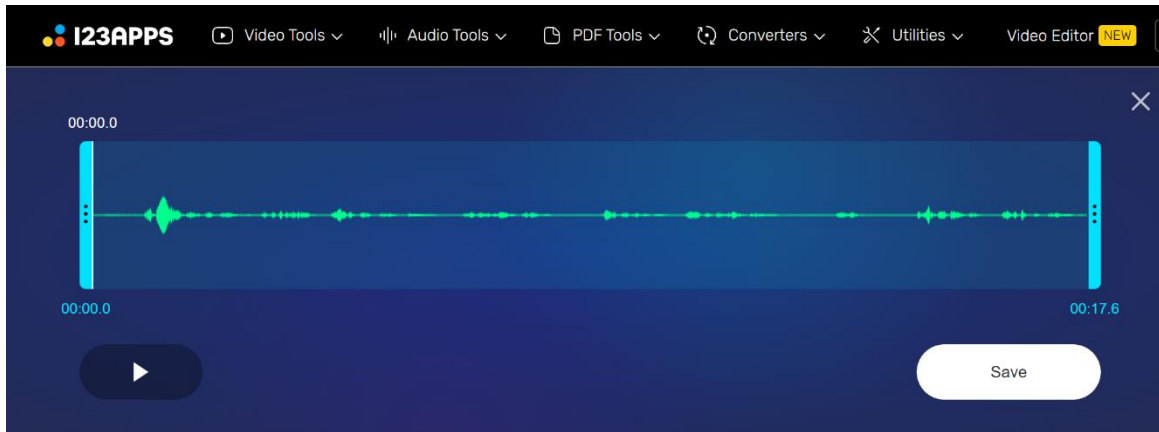 123APPS Video Tools Audio Tools PDF Tools Converters Utilities Video Editor NEW
00:00.0
00:00.0 00:17.6
Save